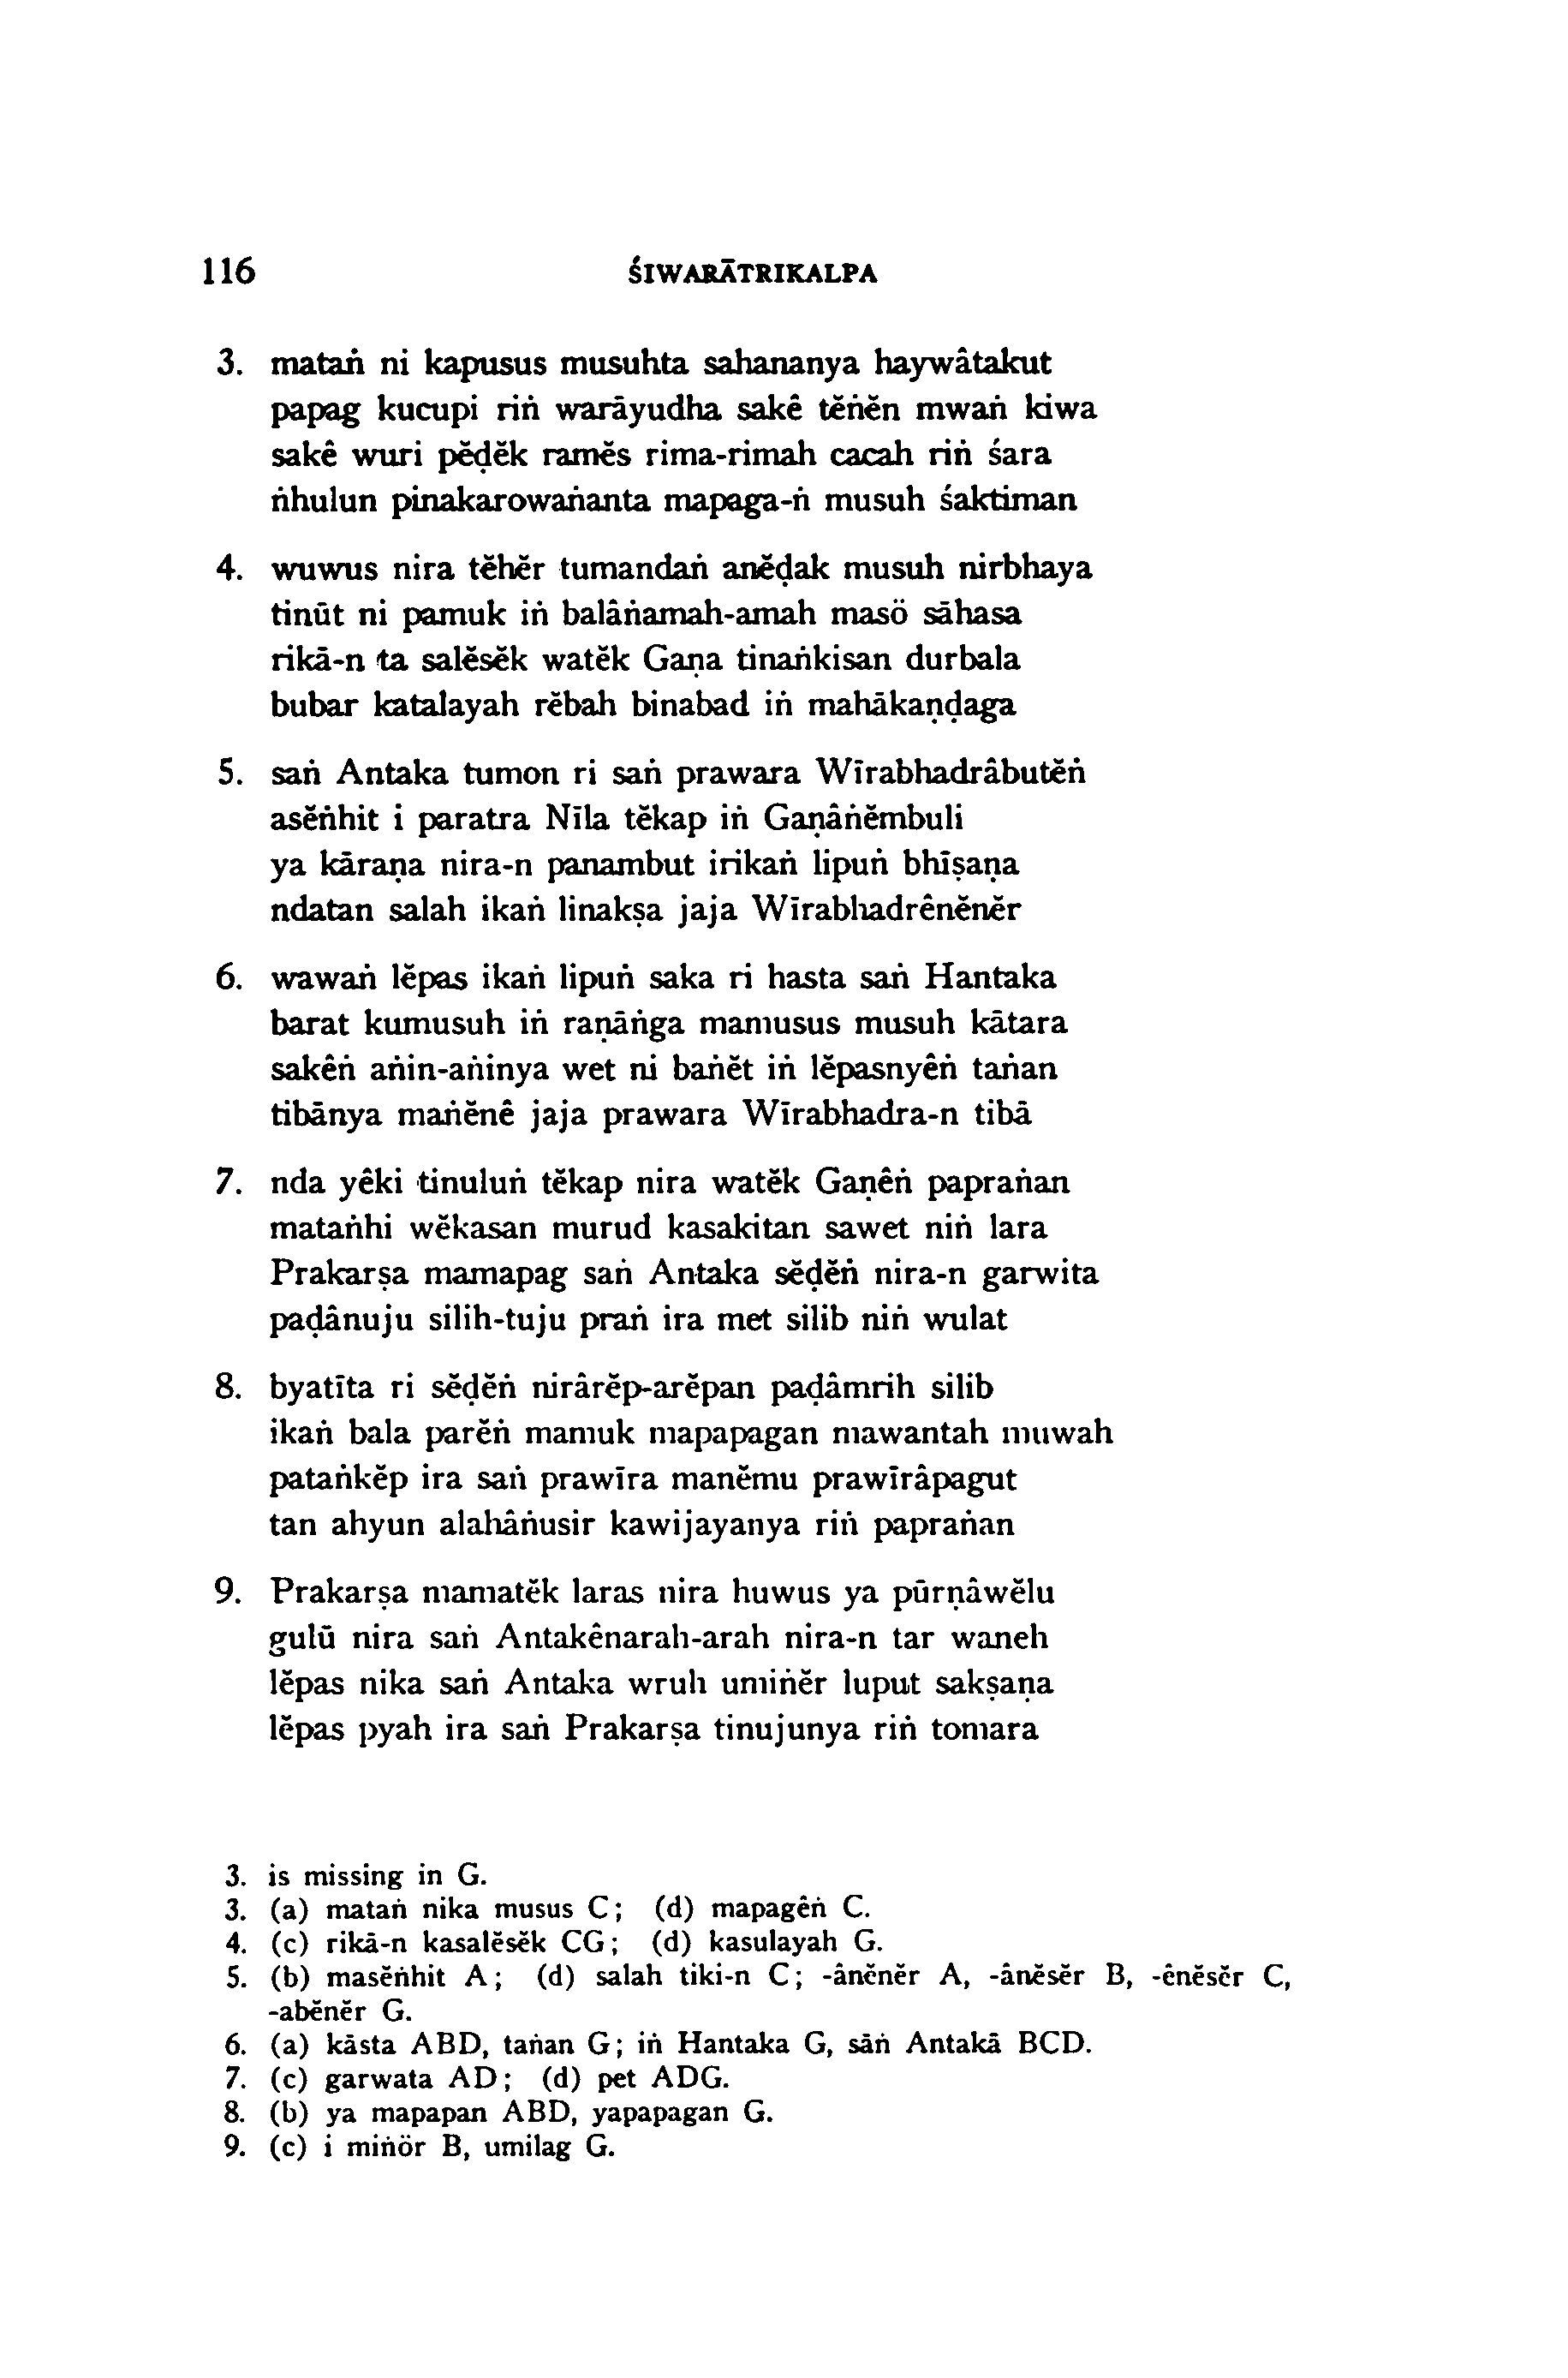 116 ŚIWARĀTRIKALPA
3. mataṅ ni kapusus musuhta sahananya haywâtakut
papag kucupi riṅ warāyudha sakê tĕṅĕn mwaṅ kiwa
sakê wuri pĕḍĕk ramĕs rima-rimah cacah riṅ śara
ṅhulun pinakarowaṅanta mapaga-ṅ musuh śaktiman
4. wuwus nira tĕhĕr tumandaṅ anĕḍak musuh nirbhaya
tinūt ni pamuk iṅ balâṅamah-amah masö sāhasa
rikā-n ta salĕsĕk watĕk Gaṇa tinaṅkisan durbala
bubar katalayah rĕbah binabad iṅ mahākaṇḍaga
5. saṅ Antaka tumon ri saṅ prawara Wīrabhadrâbutĕṅ
asĕṅhit i paratra Nīla tĕkap iṅ Gaṇâṅĕmbuli
ya kāraṇa nira-n panambut irikaṅ lipuṅ bhīṣaṇa
ndatan salah ikaṅ linakṣa jaja Wīrabhadrênĕnĕr
6. wawaṅ lĕpas ikaṅ lipuṅ saka ri hasta saṅ Hantaka
barat kumusuh iṅ raṇāṅga mamusus musuh kātara
sakêṅ aṅin-aṅinya wet ni baṅĕt iṅ lĕpasnyêṅ taṅan
tibānya maṅĕnê jaja prawara Wīrabhadra-n tibā
7. nda yêki tinuluṅ tĕkap nira watĕk Gaṇêṅ papraṅan
mataṅhi wĕkasan murud kasakitan sawet niṅ lara
Prakarṣa mamapag saṅ Antaka sĕḍĕṅ nira-n garwita
paḍânuju silih-tuju praṅ ira met silib niṅ wulat
8. byatīta ri sĕḍĕṅ nirârĕp-arĕpan paḍâmrih silib
ikaṅ bala parĕṅ mamuk mapapagan mawantah muwah
pataṅkĕp ira saṅ prawīra manĕmu prawīrâpagut
tan ahyun alahâṅusir kawijayanya riṅ papraṅan
9. Prakarṣa mamatĕk laras nira huwus ya pūrṇâwĕlu
gulū nira saṅ Antakênarah-arah nira-n tar waneh
lĕpas nika saṅ Antaka wruh umiṅĕr luput sakṣaṇa
lĕpas pyah ira saṅ Prakarṣa tinujunya riṅ tomara
3. is missing in G.
3. (a) mataṅ nika musus C; (d) mapagêṅ C.
4. (c) rikā-n kasalĕsĕk CG; (d) kasulayah G.
5. (b) masĕṅhit A; (d) salah tiki-n C; -ânĕnĕr A, -ânĕsĕr B, -ênĕsĕr C,
-abĕnĕr G.
6. (a) kāsta ABD, taṅan G; iṅ Hantaka G, sāṅ Antakā BCD.
7. (c) garwata AD; (d) pet ADG.
8. (b) ya mapapan ABD, yapapagan G.
9. (c) i miṅör B, umilag G.